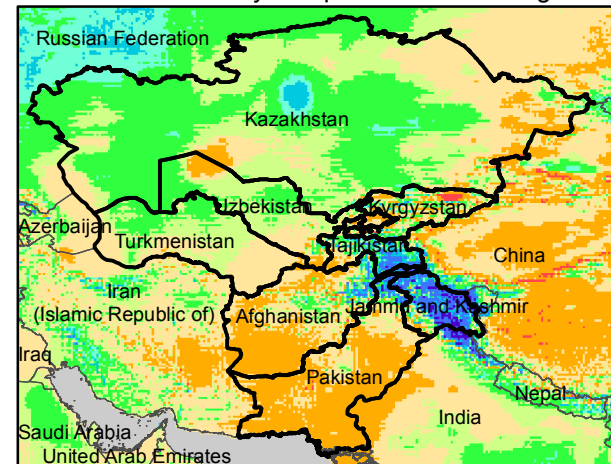 Russian Federation
Kazakhstan
Uzbekistan
Kyrgyzstan
Azerbaijan
Turkmenistan
Tajikistan
China
Iran
(Islamic Republic of)
Afghanistan
Jammu and Kashmir
Iraq
Pakistan
Nepal
India
Saudi Arabia
United Arab Emirates